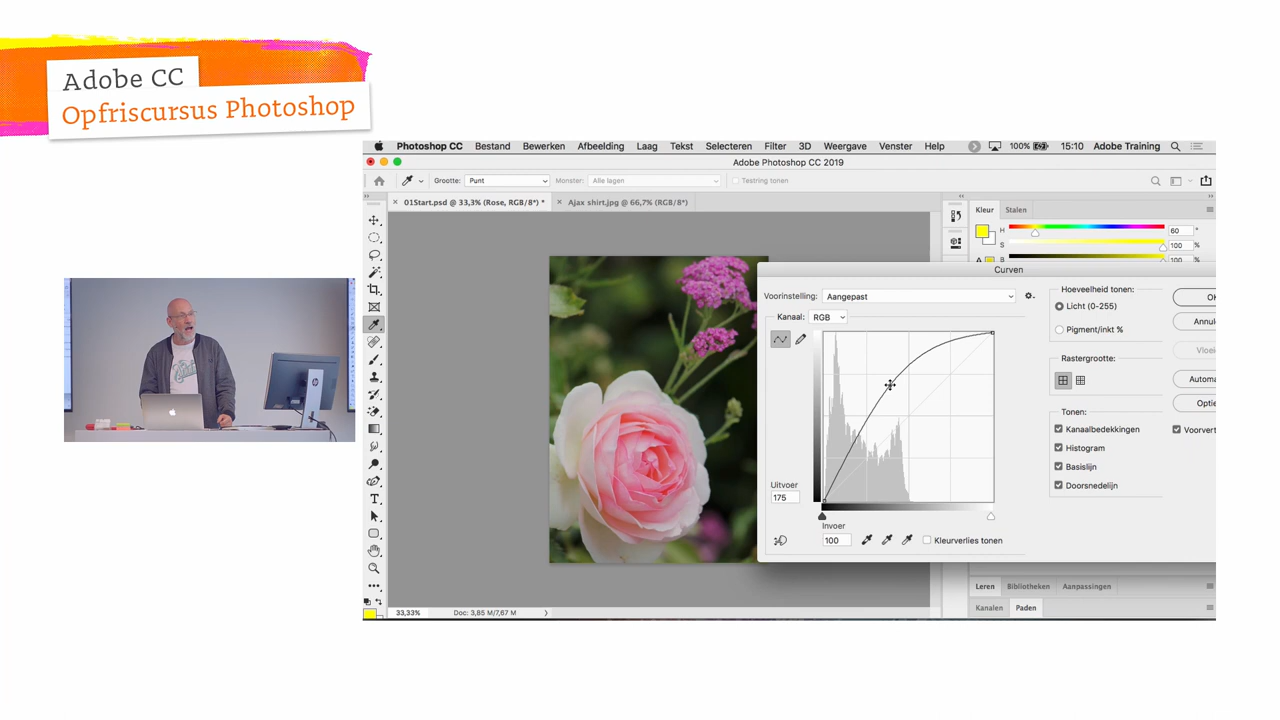 Adobe CC
Opfriscursus Photoshop
Photoshop CC Bestand Bewerken Afbeelding Laag Tekst Selecteren Filter 3D Weergave Venster Help 100% 15:10 Adobe Training
Adobe Photoshop CC 2019
Grootte: Punt Monster: Alle lagen Testring tonen
01Start.psd @ 33,3% (Rose, RGB/8*) * Ajax shirt.jpg @ 66,7% (RGB/8*)
Kleur Stalen
H 60 °
S 100 %
B 100 %
Curven
Voorinstelling: Aangepast
Kanaal: RGB
Hoeveelheid tonen:
Licht (0-255)
Pigment/inkt %
Rastergrootte:
Tonen:
Kanaalbedekkingen
Histogram
Basislijn
Doorsnedelijn
OK
Annul
Vloei
Automa
Optie
Voorvert
Uitvoer
175
Invoer
100
Kleurverlies tonen
Leren Bibliotheken Aanpassingen
Kanalen Paden
33,33% Doc: 3,85 M/7,67 M